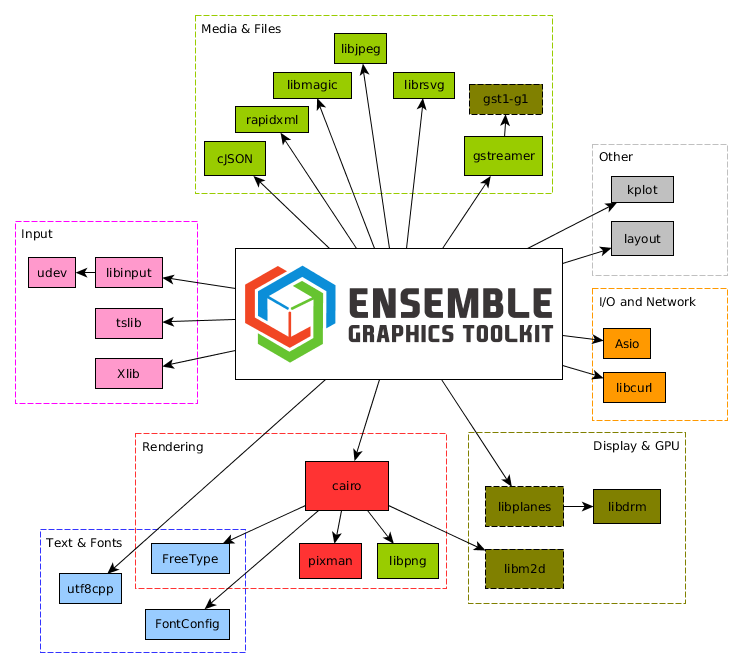 Media & Files
libjpeg
libmagic
librsvg
gst1-g1
rapidxml
cJSON
gstreamer
Other
kplot
layout
Input
udev
libinput
tslib
Xlib
ENSEMBLE
GRAPHICS TOOLKIT
I/O and Network
Asio
libcurl
Rendering
cairo
Display & GPU
libplanes
libdrm
Text & Fonts
FreeType
pixman
libpng
libm2d
utf8cpp
FontConfig